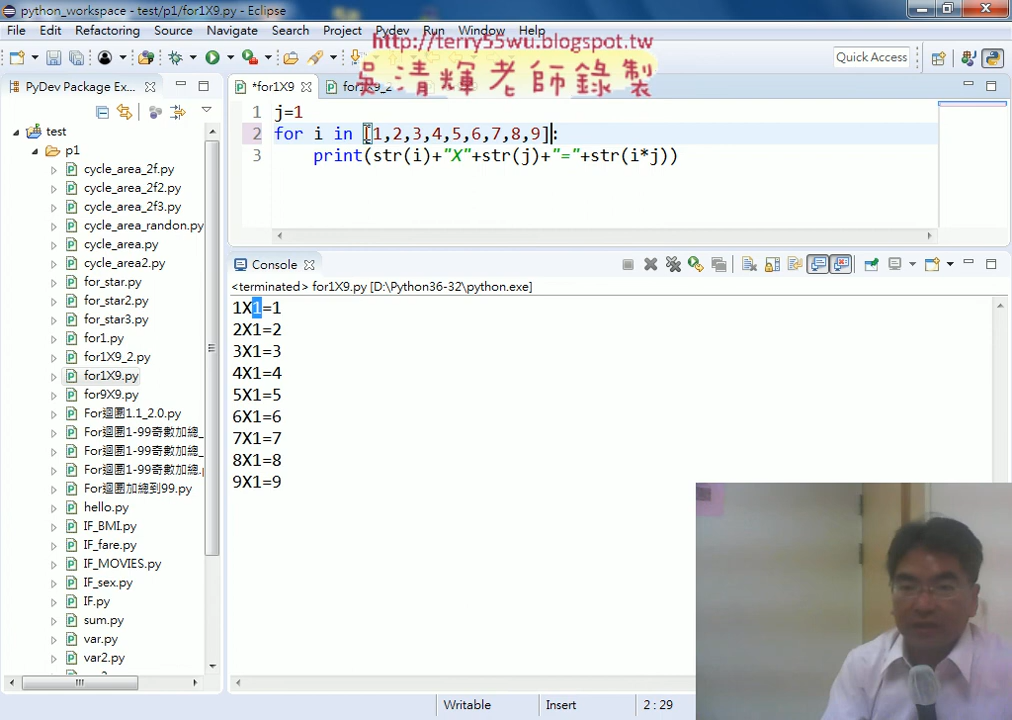 python_workspace - test/p1/for1X9.py - Eclipse
File Edit Refactoring Source Navigate Search Project Pydev Run Window Help
http://terry55wu.blogspot.tw
吳清輝老師錄製
Quick Access
PyDev Package Ex...
*for1X9
for1X9_2
test
p1
cycle_area_2f.py
cycle_area_2f2.py
cycle_area_2f3.py
cycle_area_randon.py
cycle_area.py
cycle_area2.py
for_star.py
for_star2.py
for_star3.py
for1.py
for1X9_2.py
for1X9.py
for9X9.py
For迴圈1.1_2.0.py
For迴圈1-99奇數加總_
For迴圈1-99奇數加總_
For迴圈1-99奇數加總.p
For迴圈加總到99.py
hello.py
IF_BMI.py
IF_fare.py
IF_MOVIES.py
IF_sex.py
IF.py
sum.py
var.py
var2.py
1 j=1
2 for i in [1,2,3,4,5,6,7,8,9]:
3 print(str(i)+"X"+str(j)+"="+str(i*j))
Console
<terminated> for1X9.py [D:\Python36-32\python.exe]
1X1=1
2X1=2
3X1=3
4X1=4
5X1=5
6X1=6
7X1=7
8X1=8
9X1=9
Writable
Insert
2 : 29